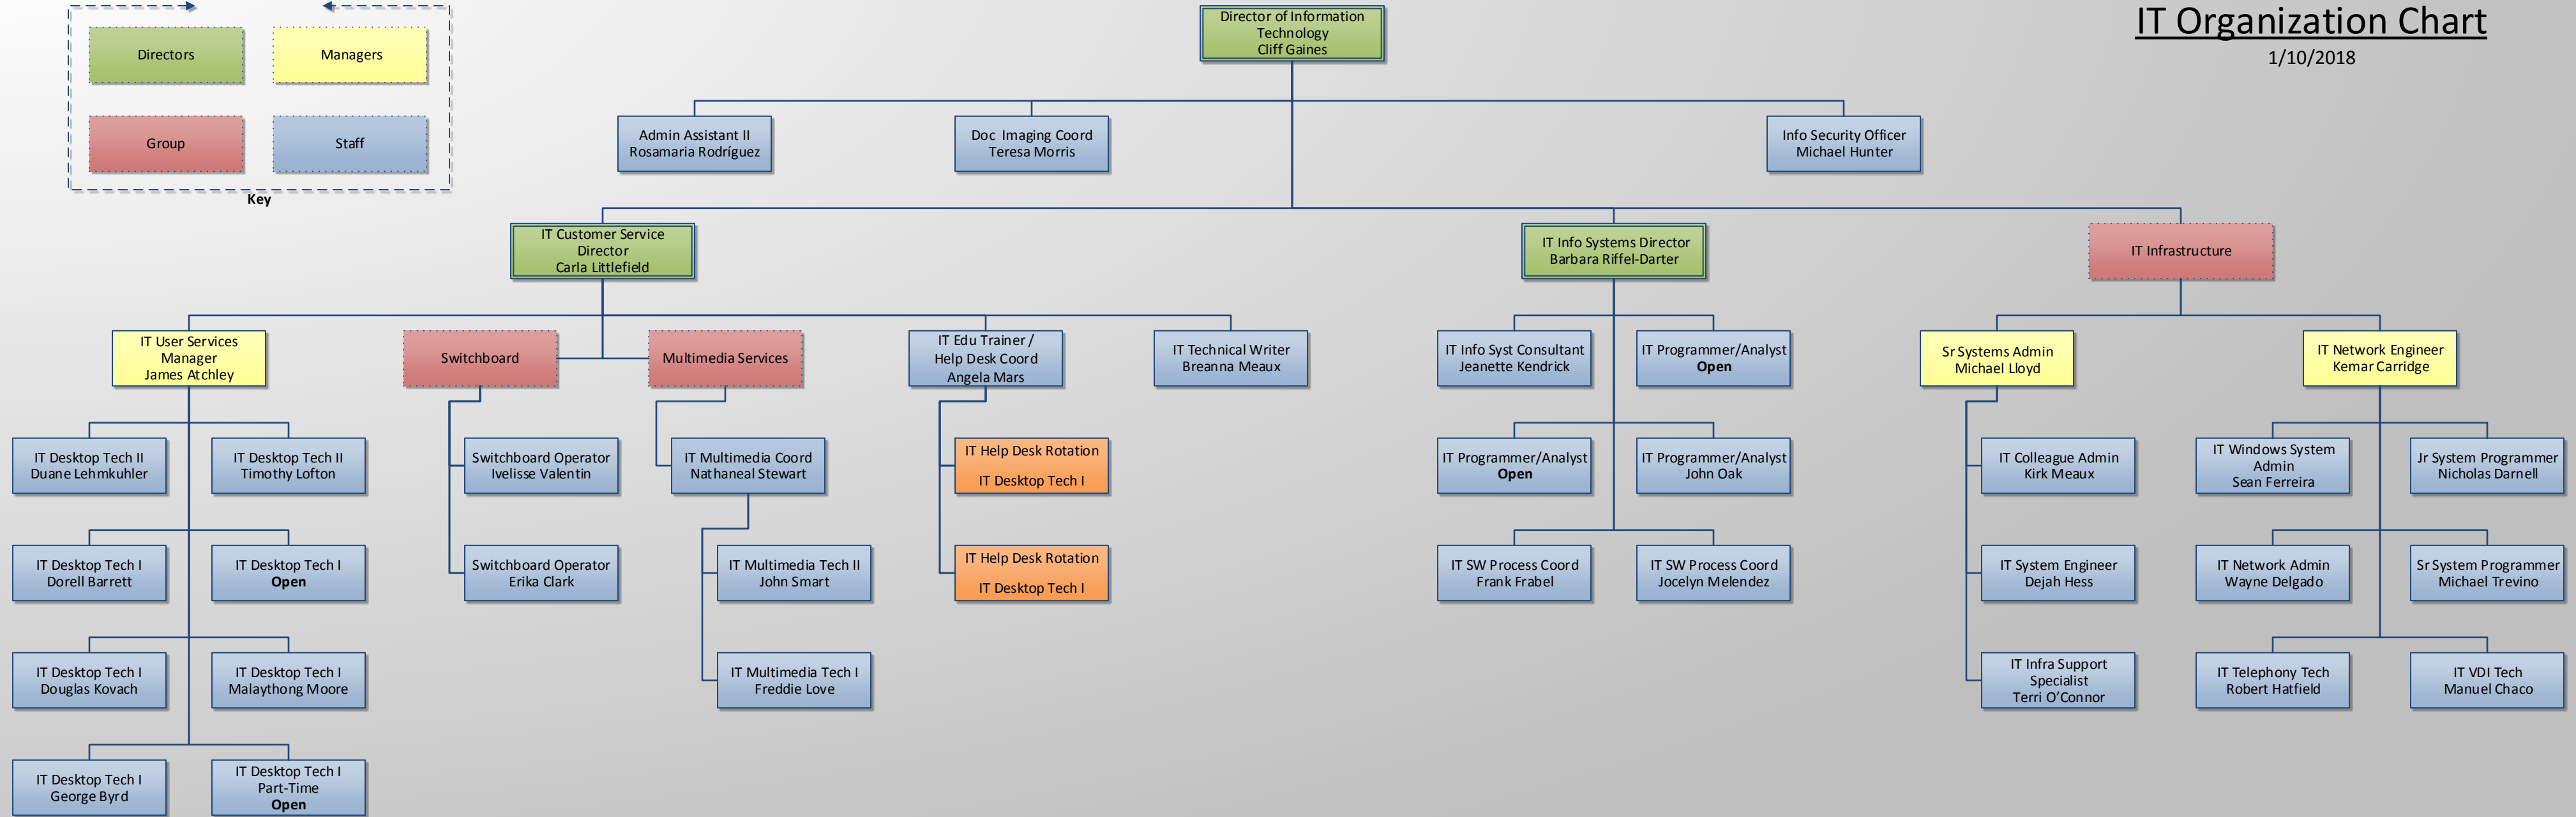 IT Organization Chart
1/10/2018
Directors
Managers
Group
Staff
Key
Director of Information
Technology
Cliff Gaines
Admin Assistant II
Rosamaria Rodríguez
Doc Imaging Coord
Teresa Morris
Info Security Officer
Michael Hunter
IT Customer Service
Director
Carla Littlefield
IT Info Systems Director
Barbara Riffel-Darter
IT Infrastructure
IT User Services
Manager
James Atchley
Switchboard
Multimedia Services
IT Edu Trainer /
Help Desk Coord
Angela Mars
IT Technical Writer
Breanna Meaux
IT Info Syst Consultant
Jeanette Kendrick
IT Programmer/Analyst
Open
Sr Systems Admin
Michael Lloyd
IT Network Engineer
Kemar Carridge
IT Desktop Tech II
Duane Lehmkuhler
IT Desktop Tech II
Timothy Lofton
Switchboard Operator
Ivelisse Valentin
IT Multimedia Coord
Nathaneal Stewart
IT Help Desk Rotation
IT Desktop Tech I
IT Programmer/Analyst
Open
IT Programmer/Analyst
John Oak
IT Colleague Admin
Kirk Meaux
IT Windows System
Admin
Sean Ferreira
Jr System Programmer
Nicholas Darnell
IT Desktop Tech I
Dorell Barrett
IT Desktop Tech I
Open
Switchboard Operator
Erika Clark
IT Multimedia Tech II
John Smart
IT Help Desk Rotation
IT Desktop Tech I
IT SW Process Coord
Frank Frabel
IT SW Process Coord
Jocelyn Melendez
IT System Engineer
Dejah Hess
IT Network Admin
Wayne Delgado
Sr System Programmer
Michael Trevino
IT Desktop Tech I
Douglas Kovach
IT Desktop Tech I
Malaythong Moore
IT Multimedia Tech I
Freddie Love
IT Infra Support
Specialist
Terri O’Connor
IT Telephony Tech
Robert Hatfield
IT VDI Tech
Manuel Chaco
IT Desktop Tech I
George Byrd
IT Desktop Tech I
Part-Time
Open